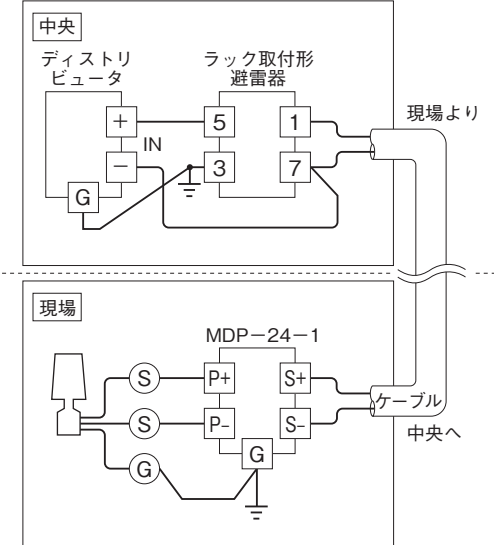 中央
ディストリ
ビュータ
ラック取付形
避雷器
現場より
+
5
1
IN
−
3
7
G
現場
MDP−24−1
S
P+
S+
ケーブル
S
P−
S−
中央へ
G
G